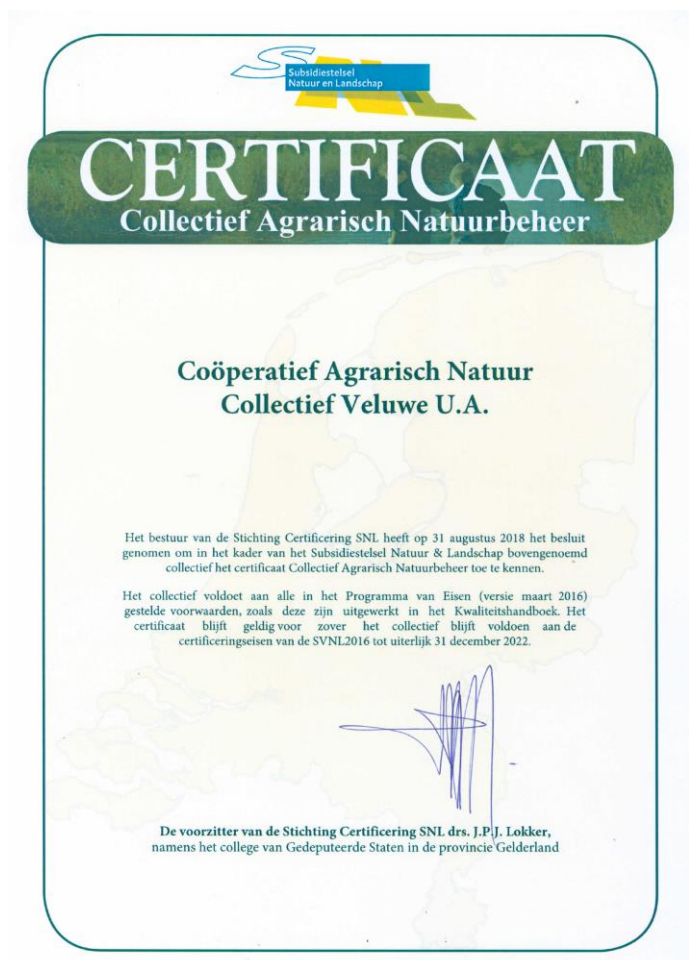 SNL
Subsidiestelsel
Natuur en Landschap
CERTIFICAAT
Collectief Agrarisch Natuurbeheer
Coöperatief Agrarisch Natuur
Collectief Veluwe U.A.
Het bestuur van de Stichting Certificering SNL heeft op 31 augustus 2018 het besluit
genomen om in het kader van het Subsidiestelsel Natuur & Landschap bovengenoemd
collectief het certificaat Collectief Agrarisch Natuurbeheer toe te kennen.
Het collectief voldoet aan alle in het Programma van Eisen (versie maart 2016)
gestelde voorwaarden, zoals deze zijn uitgewerkt in het Kwaliteitshandboek. Het
certificaat blijft geldig voor zover het collectief blijft voldoen aan de
certificeringseisen van de SVNL2016 tot uiterlijk 31 december 2022.
De voorzitter van de Stichting Certificering SNL drs. J.P.J. Lokker,
namens het college van Gedeputeerde Staten in de provincie Gelderland